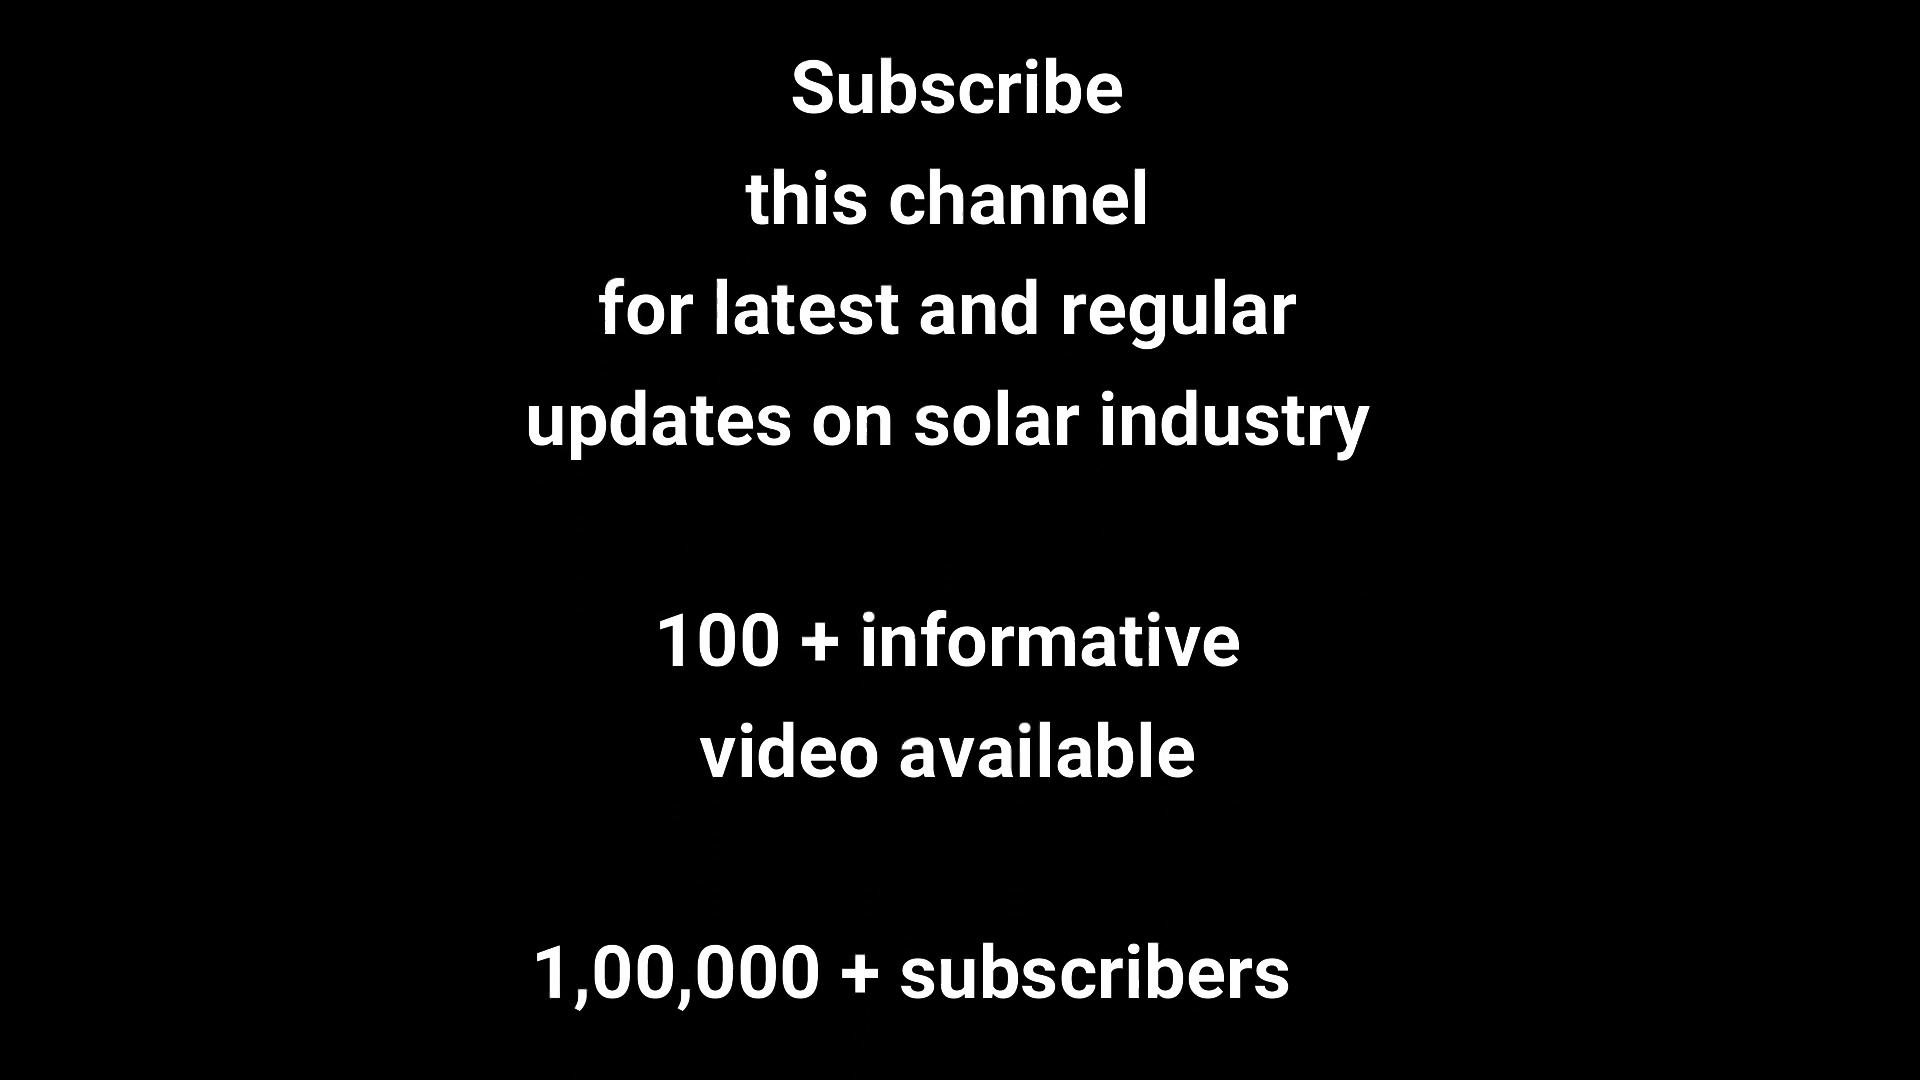 Subscribe
this channel
for latest and regular
updates on solar industry
100 + informative
video available
1,00,000 + subscribers